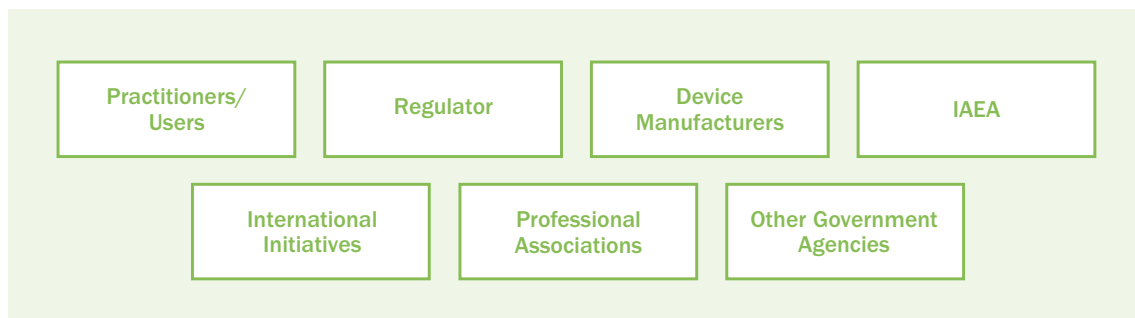 Practitioners/
Users
Regulator
Device
Manufacturers
IAEA
International
Initiatives
Professional
Associations
Other Government
Agencies